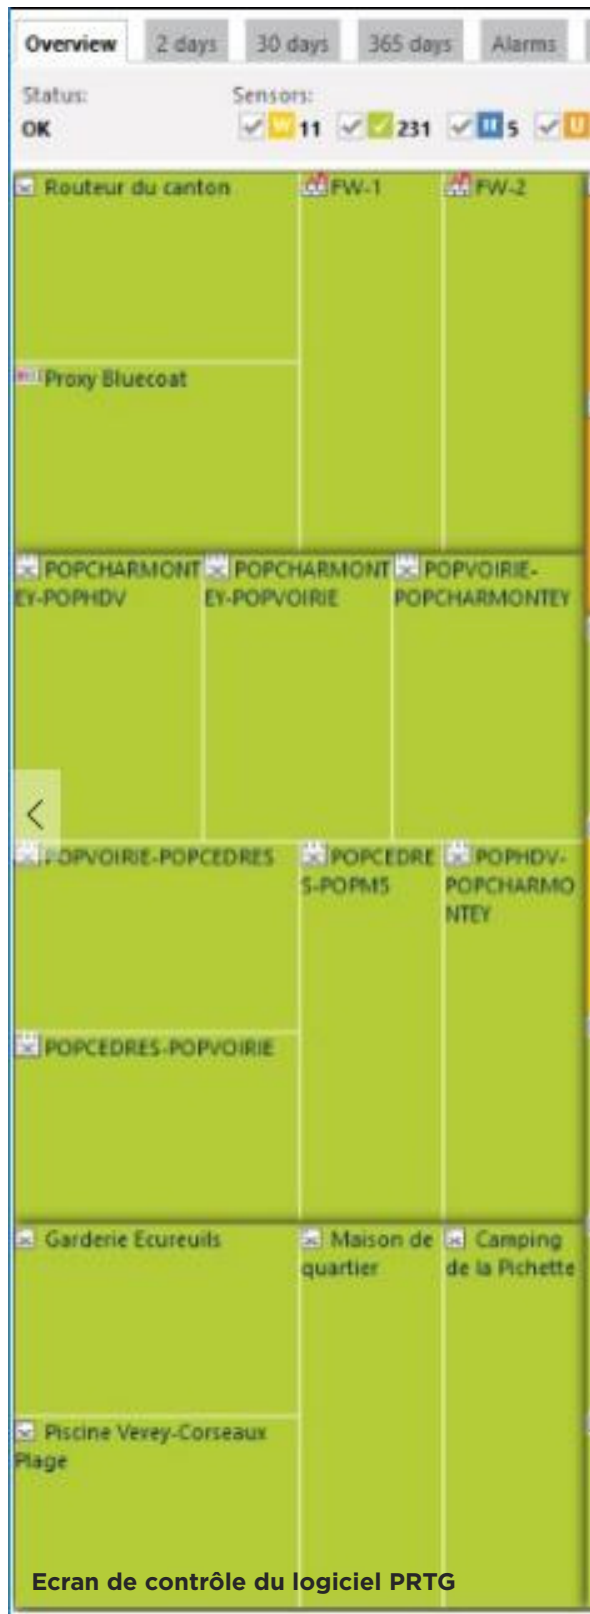 Overview 2 days 30 days 365 days Alarms
Status: Sensors:
OK W 11 231 5 U
Routeur du canton
FW-1
FW-2
Proxy Bluecoat
POPCHARMONT
EY-POPHDV
POPCHARMONT
EY-POPVOIRIE
POPVOIRIE-
POPCHARMONTEY
POPVOIRIE-POPCEDRES
POPCEDRE
S-POPMS
POPHDV-
POPCHARMO
NTEY
POPCEDRES-POPVOIRIE
Garderie Ecureuils
Maison de
quartier
Camping
de la Pichette
Piscine Vevey-Corseaux
Plage
Ecran de contrôle du logiciel PRTG